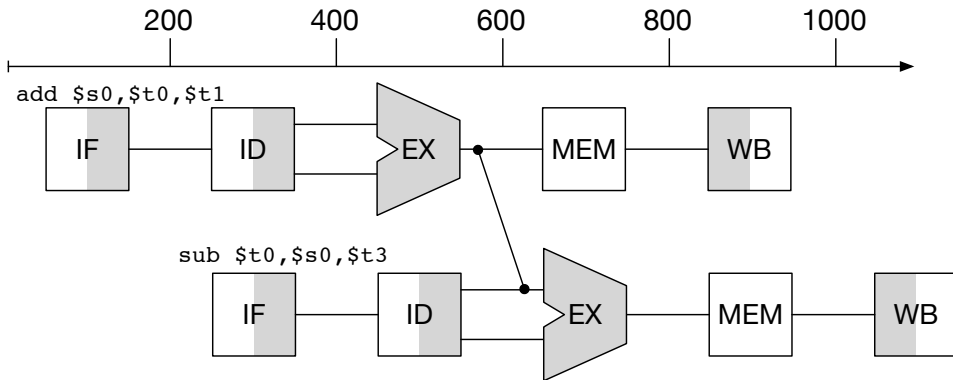 200 400 600 800 1000
add $s0,$t0,$t1
IF ID EX MEM WB
sub $t0,$s0,$t3
IF ID EX MEM WB